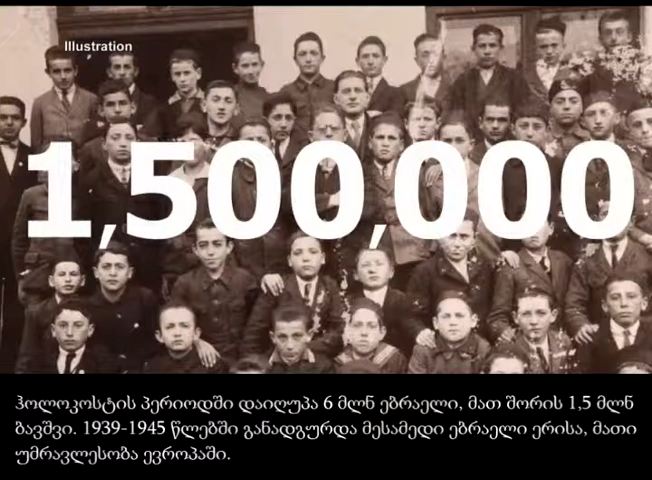 Illustration
1,500,000
ჰოლოკოსტის პერიოდში დაიღუპა 6 მლნ ებრაელი, მათ შორის 1,5 მლნ
ბავშვი. 1939-1945 წლებში განადგურდა მესამედი ებრაელი ერისა, მათი
უმრავლესობა ევროპაში.